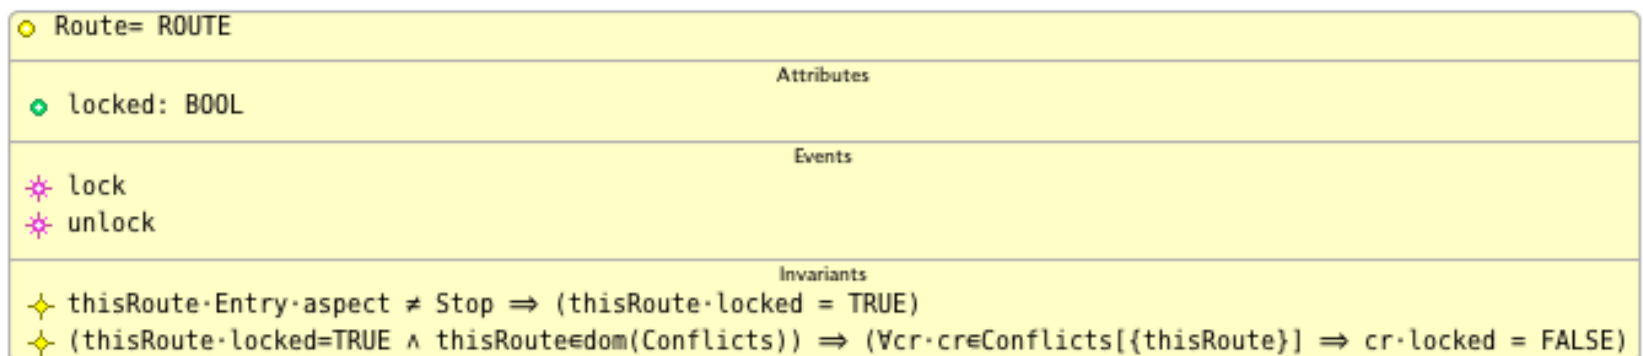 Route= ROUTE
Attributes
locked: BOOL
Events
lock
unlock
Invariants
thisRoute·Entry·aspect ≠ Stop ⇒ (thisRoute·locked = TRUE)
(thisRoute·locked=TRUE ∧ thisRoute∈dom(Conflicts)) ⇒ (∀cr·cr∈Conflicts[{thisRoute}] ⇒ cr·locked = FALSE)